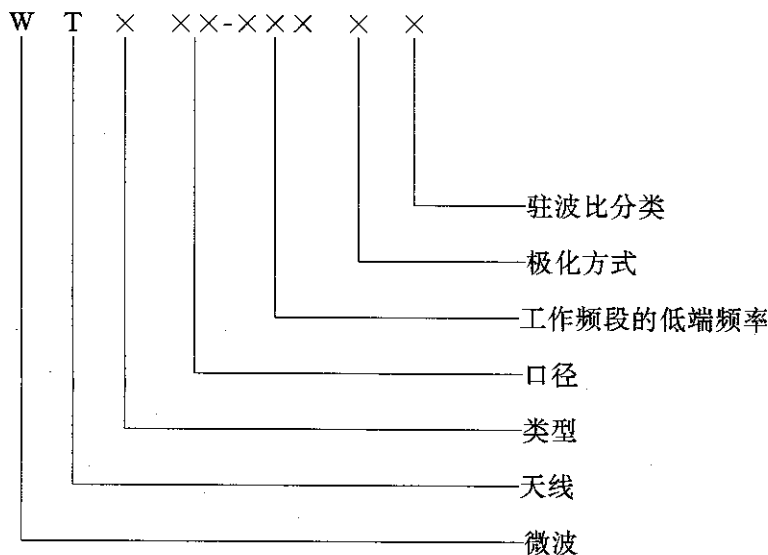 W T × ××-××× × ×
驻波比分类
极化方式
工作频段的低端频率
口径
类型
天线
微波